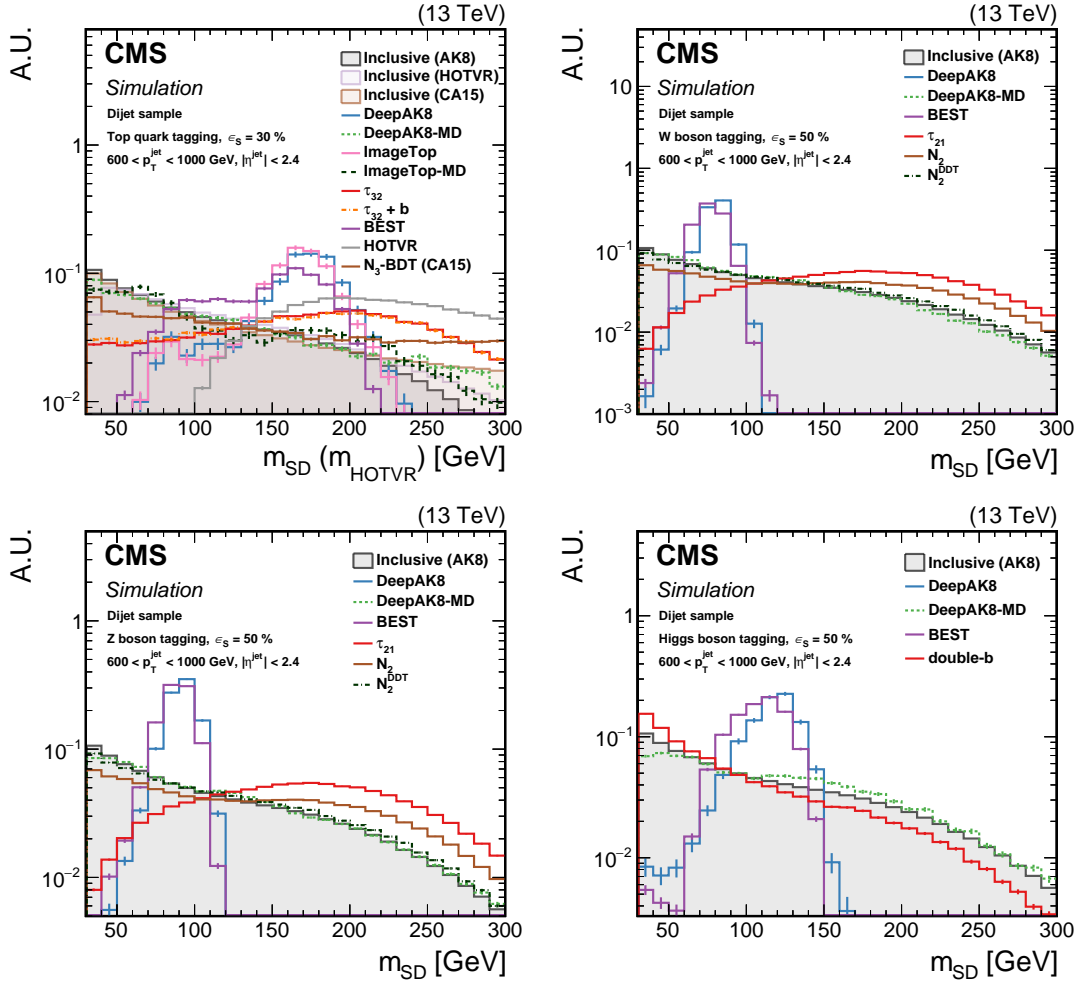 (13 TeV)
A.U.
CMS
Simulation
Dijet sample
Top quark tagging, ε_S = 30 %
600 < p_T^jet < 1000 GeV, |η^jet| < 2.4
Inclusive (AK8)
Inclusive (HOTVR)
Inclusive (CA15)
DeepAK8
DeepAK8-MD
ImageTop
ImageTop-MD
τ_32
τ_32 + b
BEST
HOTVR
N_3-BDT (CA15)
1
10^−1
10^−2
50 100 150 200 250 300
m_SD (m_HOTVR) [GeV]
(13 TeV)
A.U.
CMS
Simulation
Dijet sample
W boson tagging, ε_S = 50 %
600 < p_T^jet < 1000 GeV, |η^jet| < 2.4
Inclusive (AK8)
DeepAK8
DeepAK8-MD
BEST
τ_21
N_2
N_2^DDT
10
1
10^−1
10^−2
10^−3
50 100 150 200 250 300
m_SD [GeV]
(13 TeV)
A.U.
CMS
Simulation
Dijet sample
Z boson tagging, ε_S = 50 %
600 < p_T^jet < 1000 GeV, |η^jet| < 2.4
Inclusive (AK8)
DeepAK8
DeepAK8-MD
BEST
τ_21
N_2
N_2^DDT
1
10^−1
10^−2
50 100 150 200 250 300
m_SD [GeV]
(13 TeV)
A.U.
CMS
Simulation
Dijet sample
Higgs boson tagging, ε_S = 50 %
600 < p_T^jet < 1000 GeV, |η^jet| < 2.4
Inclusive (AK8)
DeepAK8
DeepAK8-MD
BEST
double-b
1
10^−1
10^−2
50 100 150 200 250 300
m_SD [GeV]